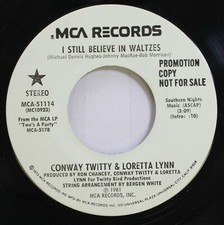 MCA RECORDS
I STILL BELIEVE IN WALTZES
(Michael Dennis Hughes-Johnny MacRae-Bob Morrison)
STEREO
PROMOTION
COPY
NOT FOR SALE
MCA-51114
(MC10923)
From the MCA LP
"Two's A Party"
MCA-5178
Southern Nights
Music (ASCAP)
(3:09)
(Intro: :10)
CONWAY TWITTY & LORETTA LYNN
PRODUCED BY RON CHANCEY, CONWAY TWITTY & LORETTA
LYNN For Twitty Bird Productions
STRING ARRANGEMENT BY BERGEN WHITE
℗ 1981
MCA RECORDS, INC.